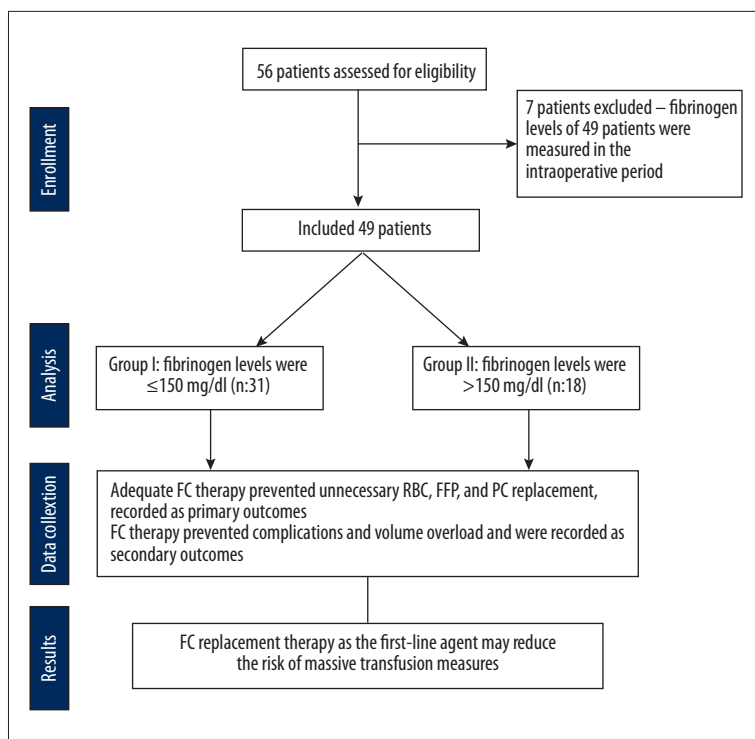 56 patients assessed for eligibility
7 patients excluded – fibrinogen
levels of 49 patients were
measured in the
intraoperative period
Enrollment
Included 49 patients
Analysis
Group I: fibrinogen levels were
≤150 mg/dl (n:31)
Group II: fibrinogen levels were
>150 mg/dl (n:18)
Data collextion
Adequate FC therapy prevented unnecessary RBC, FFP, and PC replacement,
recorded as primary outcomes
FC therapy prevented complications and volume overload and were recorded as
secondary outcomes
Results
FC replacement therapy as the first-line agent may reduce
the risk of massive transfusion measures